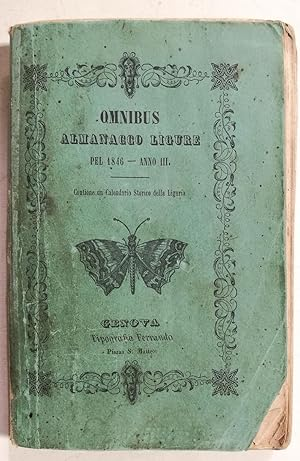 OMNIBUS
ALMANACCO LIGURE
PEL 1846 — ANNO III.
Contiene un Calendario Storico della Liguria
GENOVA
Tipografia Ferrando
Piazza S. Matteo